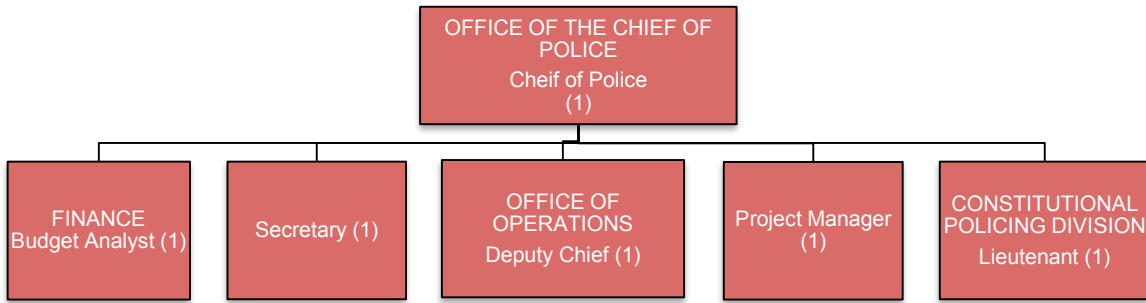 OFFICE OF THE CHIEF OF
POLICE
Cheif of Police
(1)
FINANCE
Budget Analyst (1)
Secretary (1)
OFFICE OF
OPERATIONS
Deputy Chief (1)
Project Manager
(1)
CONSTITUTIONAL
POLICING DIVISION
Lieutenant (1)